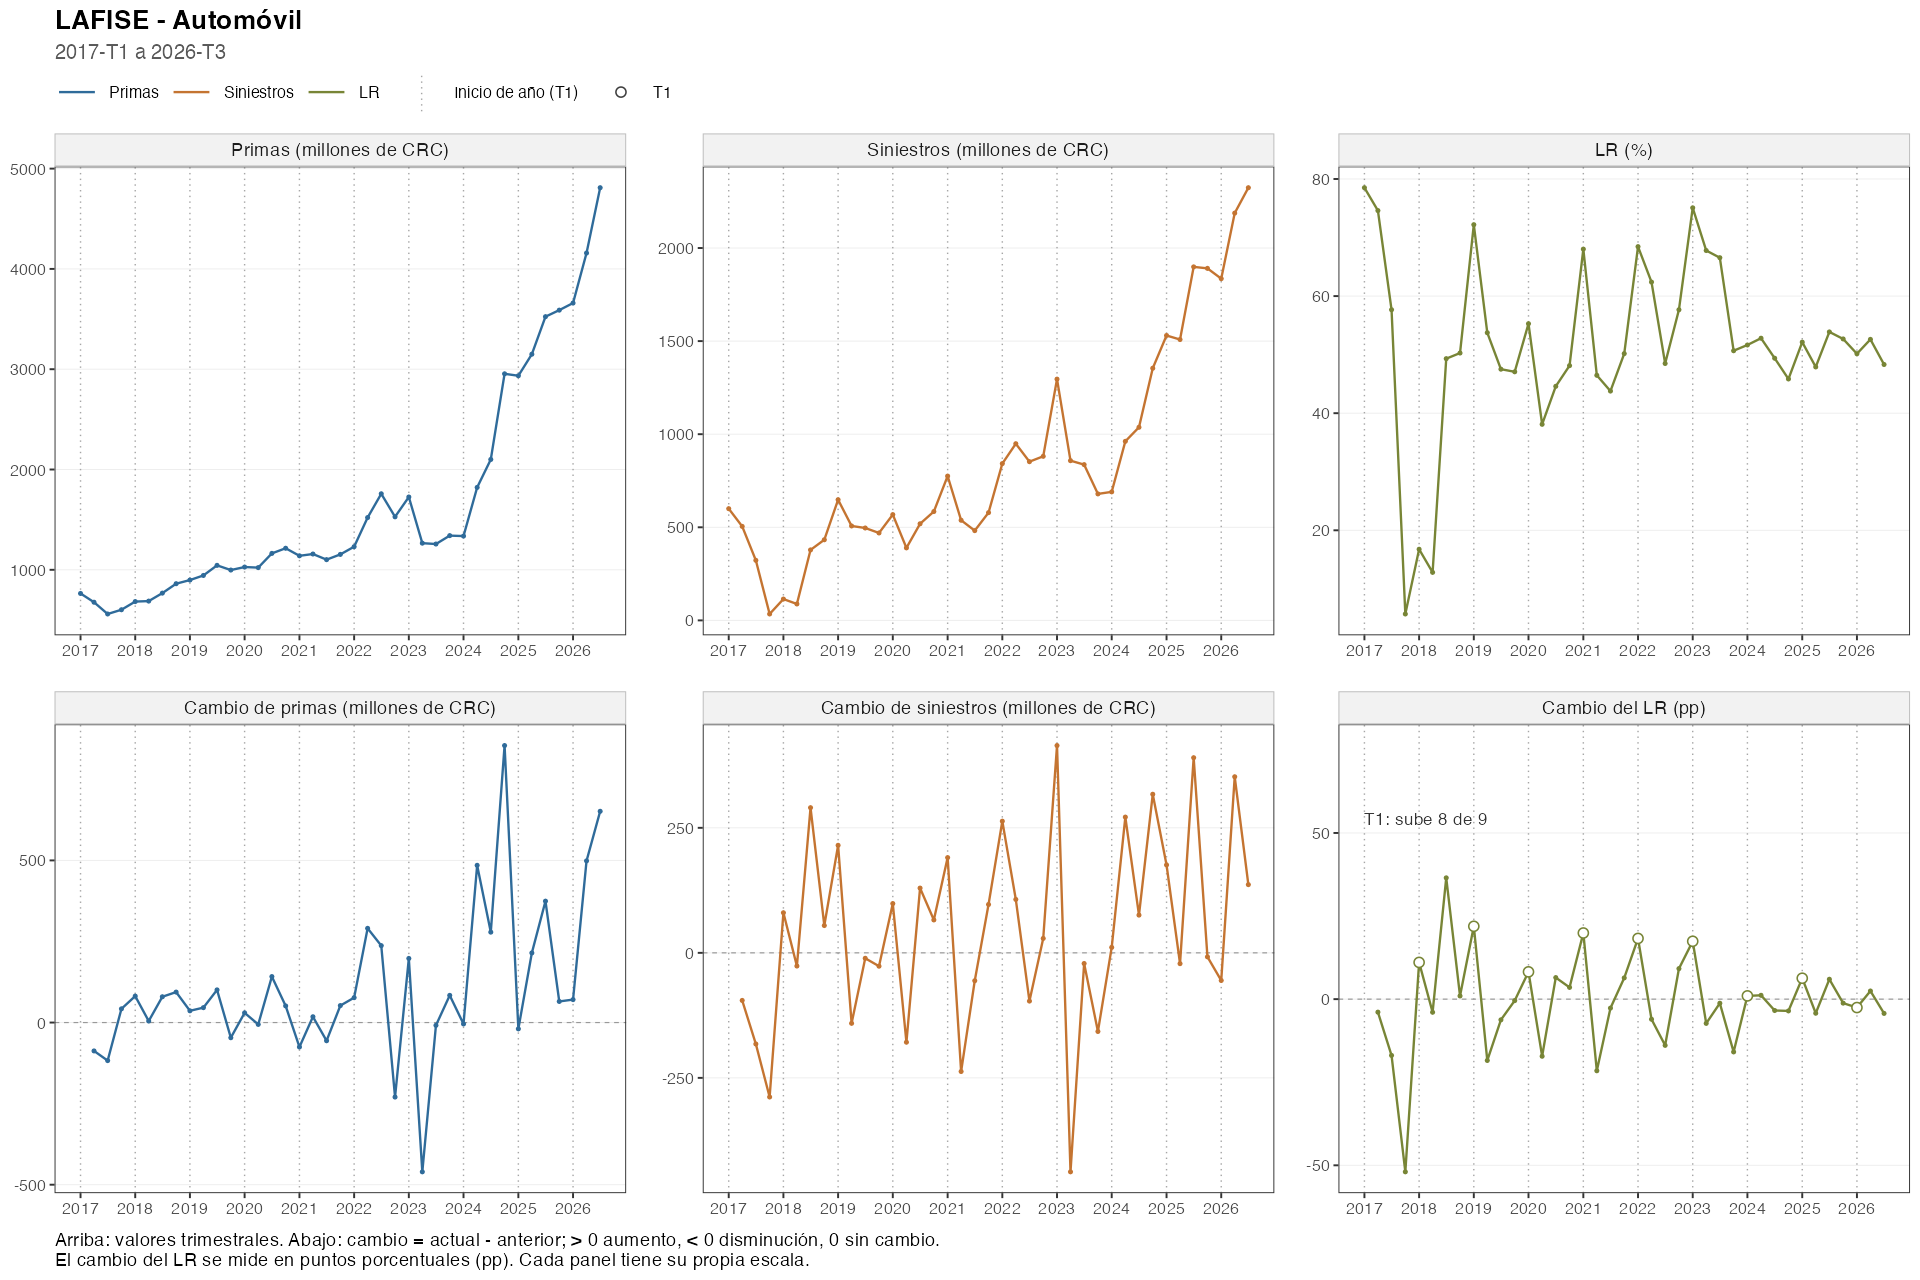 LAFISE - Automóvil
2017-T1 a 2026-T3
Primas Siniestros LR Inicio de año (T1) T1
Primas (millones de CRC)
5000
4000
3000
2000
1000
2017 2018 2019 2020 2021 2022 2023 2024 2025 2026
Siniestros (millones de CRC)
2000
1500
1000
500
0
2017 2018 2019 2020 2021 2022 2023 2024 2025 2026
LR (%)
80
60
40
20
2017 2018 2019 2020 2021 2022 2023 2024 2025 2026
Cambio de primas (millones de CRC)
500
0
-500
2017 2018 2019 2020 2021 2022 2023 2024 2025 2026
Cambio de siniestros (millones de CRC)
250
0
-250
2017 2018 2019 2020 2021 2022 2023 2024 2025 2026
Cambio del LR (pp)
T1: sube 8 de 9
50
0
-50
2017 2018 2019 2020 2021 2022 2023 2024 2025 2026
Arriba: valores trimestrales. Abajo: cambio = actual - anterior; > 0 aumento, < 0 disminución, 0 sin cambio.
El cambio del LR se mide en puntos porcentuales (pp). Cada panel tiene su propia escala.